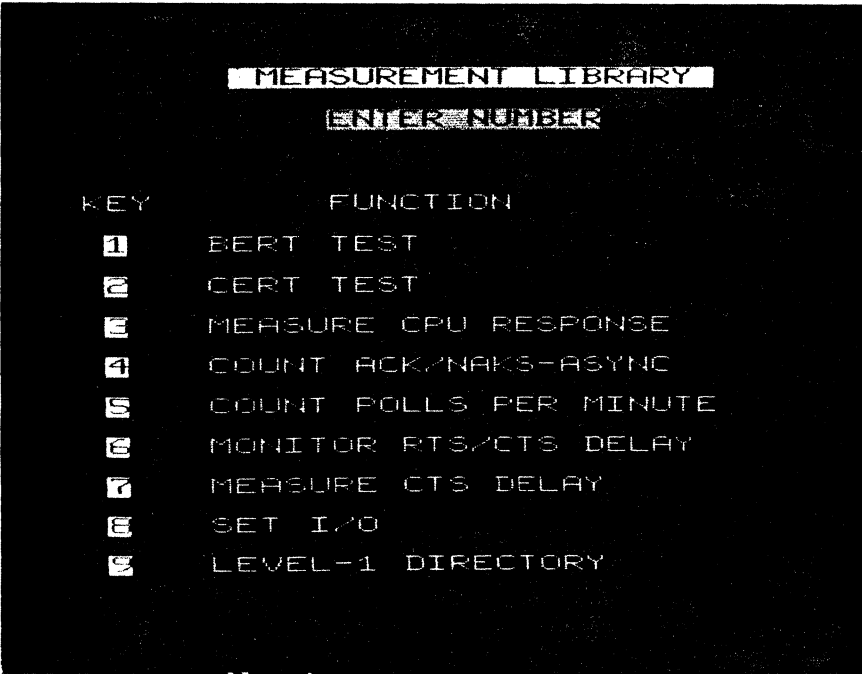 MEASUREMENT LIBRARY
ENTER NUMBER
KEY FUNCTION
1 BERT TEST
2 CERT TEST
3 MEASURE CPU RESPONSE
4 COUNT ACK/NAKS-ASYNC
5 COUNT POLLS PER MINUTE
6 MONITOR RTS/CTS DELAY
7 MEASURE CTS DELAY
8 SET I/O
9 LEVEL-1 DIRECTORY